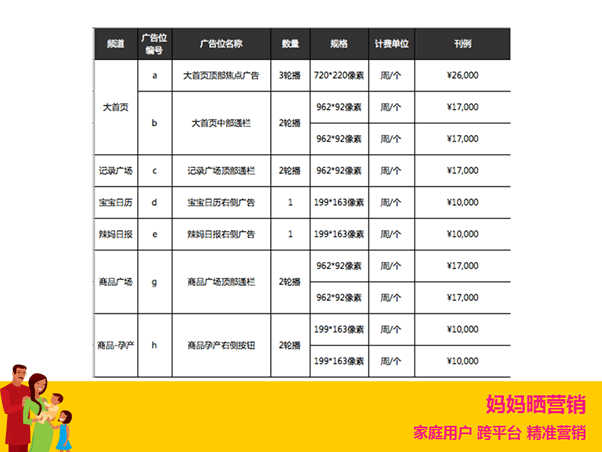 频道 广告位编号 广告位名称 数量 规格 计费单位 刊例
大首页 a 大首页顶部焦点广告 3轮播 720*220像素 周/个 ¥26,000
b 大首页中部通栏 2轮播 962*92像素 周/个 ¥17,000
962*92像素 周/个 ¥17,000
记录广场 c 记录广场顶部通栏 2轮播 962*92像素 周/个 ¥17,000
宝宝日历 d 宝宝日历右侧广告 1 199*163像素 周/个 ¥10,000
辣妈日报 e 辣妈日报右侧广告 1 199*163像素 周/个 ¥10,000
商品广场 g 商品广场顶部通栏 2轮播 962*92像素 周/个 ¥17,000
962*92像素 周/个 ¥17,000
商品-孕产 h 商品孕产右侧按钮 2轮播 199*163像素 周/个 ¥10,000
199*163像素 周/个 ¥10,000
妈妈晒营销
家庭用户 跨平台 精准营销